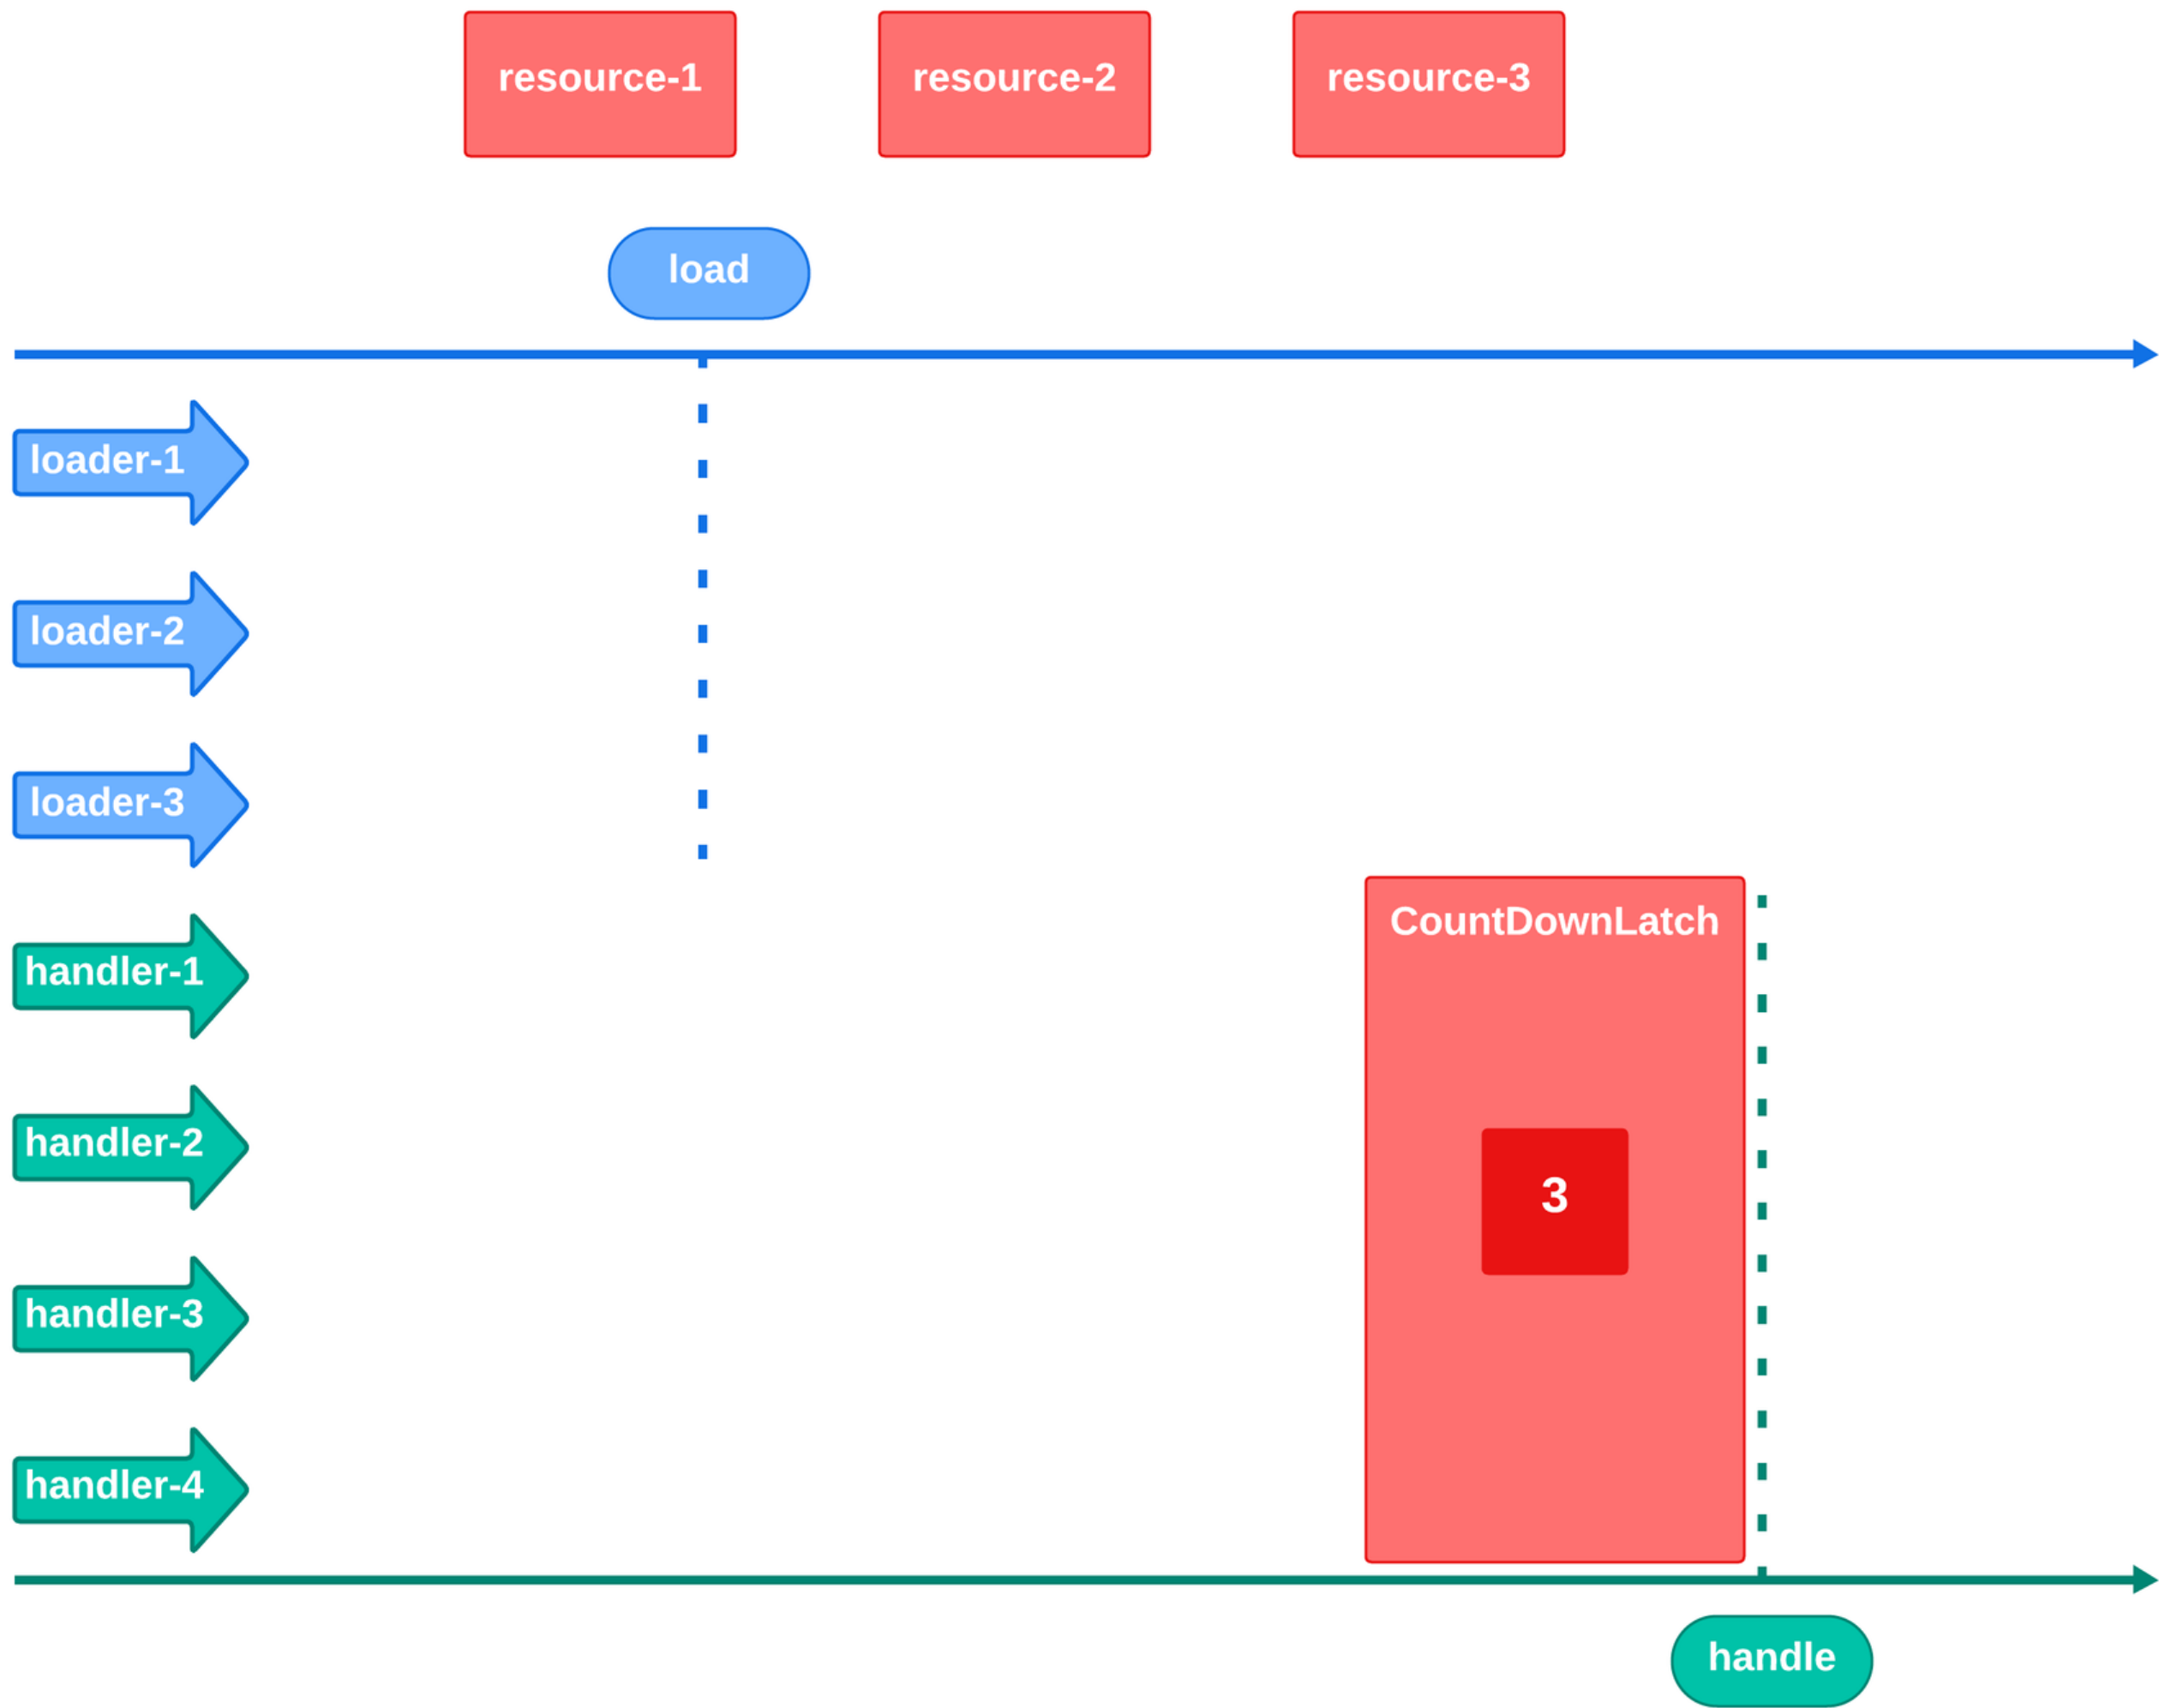 resource-1
resource-2
resource-3
load
loader-1
loader-2
loader-3
handler-1
CountDownLatch
handler-2
3
handler-3
handler-4
handle